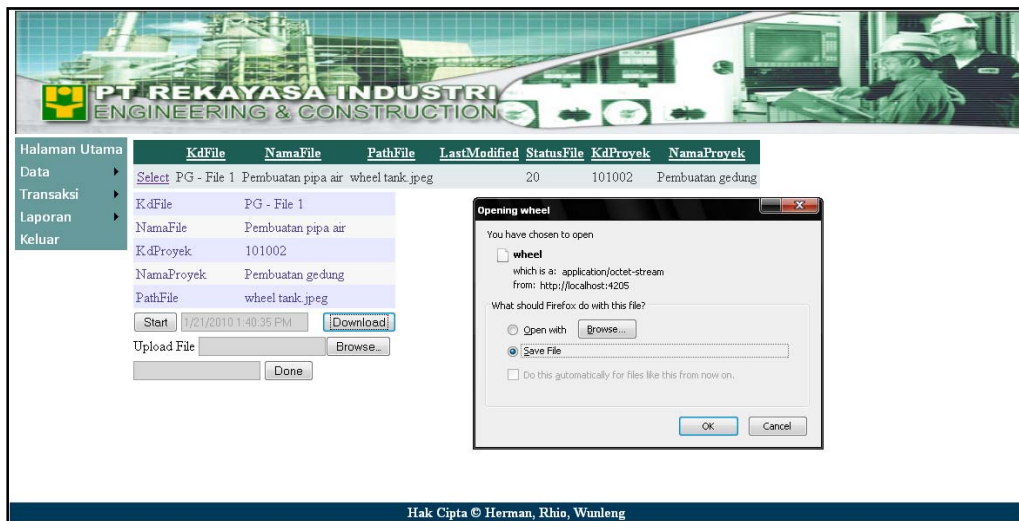 PT REKAYASA INDUSTRI
ENGINEERING & CONSTRUCTION
Halaman Utama
Data
Transaksi
Laporan
Keluar
KdFile NamaFile PathFile LastModified StatusFile KdProyek NamaProyek
Select PG - File 1 Pembuatan pipa air wheel tank.jpeg 20 101002 Pembuatan gedung
KdFile PG - File 1
NamaFile Pembuatan pipa air
KdProyek 101002
NamaProyek Pembuatan gedung
PathFile wheel tank.jpeg
Start 1/21/2010 1:40:35 PM Download
Upload File Browse...
Done
Opening wheel
You have chosen to open
wheel
which is a: application/octet-stream
from: http://localhost:4205
What should Firefox do with this file?
Open with Browse...
Save File
Do this automatically for files like this from now on.
OK Cancel
Hak Cipta © Herman, Rhio, Wunleng